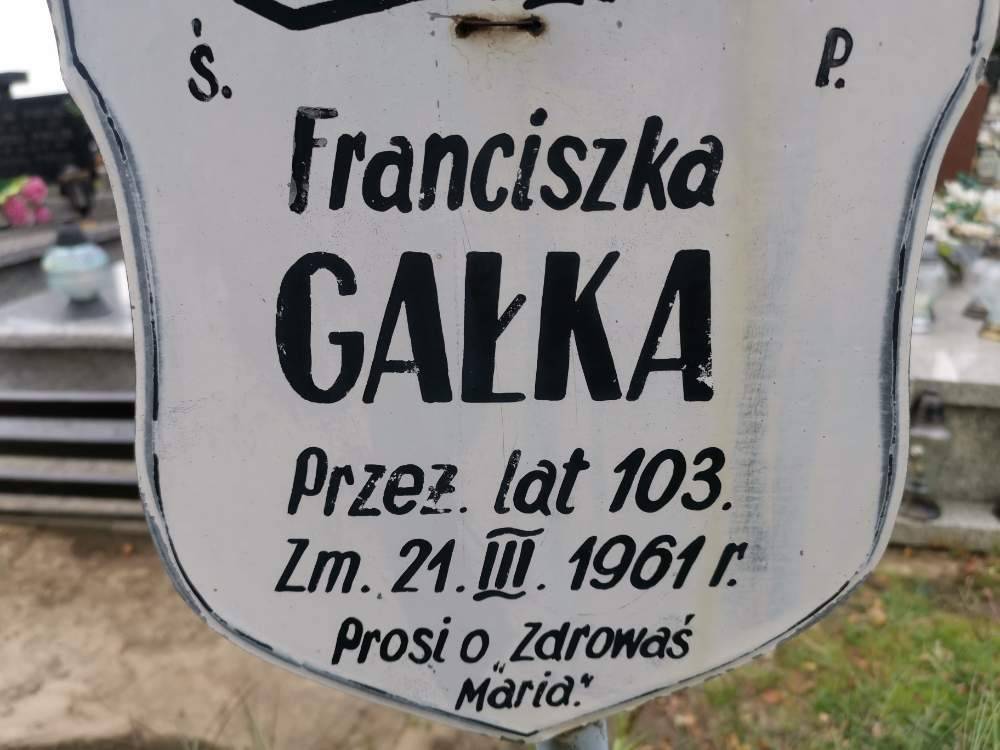 Ś. P.
Franciszka
GAŁKA
Przeż. lat 103.
Zm. 21. III. 1961 r.
Prosi o „Zdrowaś
Maria."